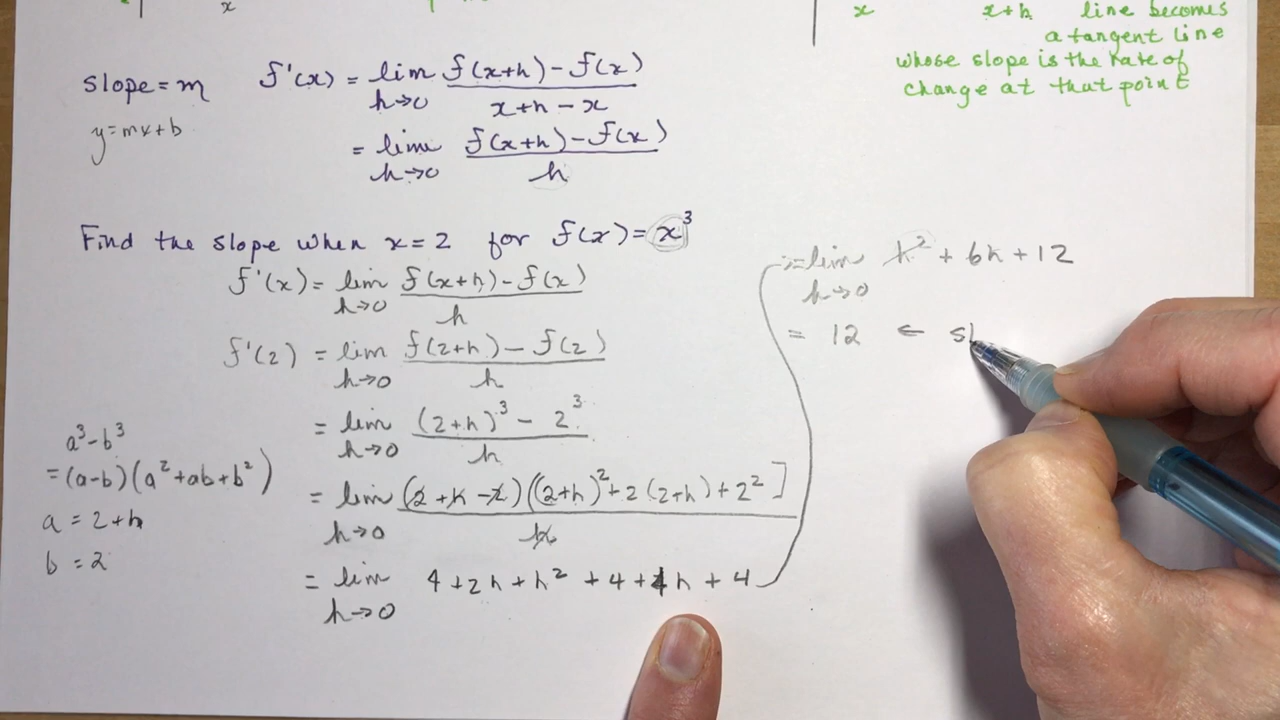 x
x x+h line becomes
a tangent line
whose slope is the rate of
change at that point
slope = m f'(x) = lim h→0 f(x+h) - f(x) / x+h - x
y = mx + b
= lim h→0 f(x+h) - f(x) / h
Find the slope when x = 2 for f(x) = x³
f'(x) = lim h→0 f(x+h) - f(x) / h
f'(2) = lim h→0 f(2+h) - f(2) / h
= lim h→0 (2+h)³ - 2³ / h
a³ - b³
= (a-b)(a² + ab + b²)
a = 2+h
b = 2
= lim h→0 (2+h-2)((2+h)² + 2(2+h) + 2²] / h
= lim h→0 4 + 2h + h² + 4 + 4h + 4
= lim h→0 h² + 6h + 12
= 12 ← sl